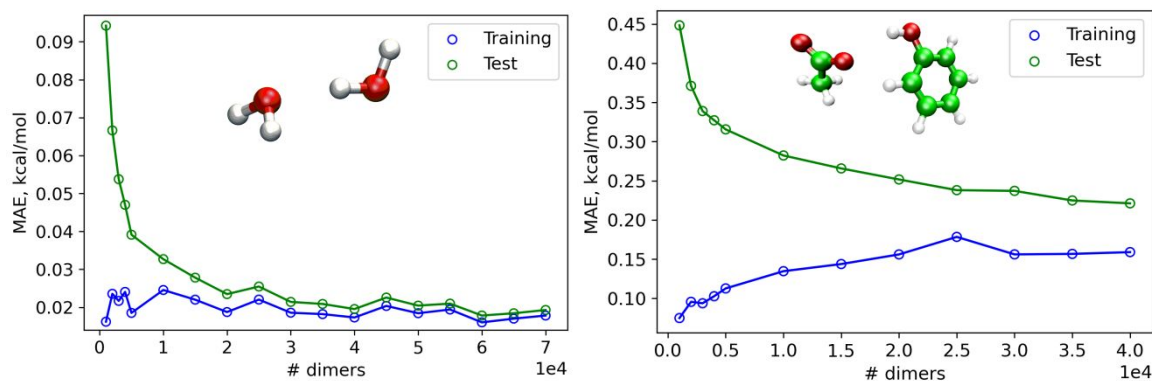 MAE, kcal/mol
0.09
0.08
0.07
0.06
0.05
0.04
0.03
0.02
Training
Test
0 1 2 3 4 5 6 7
1e4
# dimers
MAE, kcal/mol
0.45
0.40
0.35
0.30
0.25
0.20
0.15
0.10
Training
Test
0.0 0.5 1.0 1.5 2.0 2.5 3.0 3.5 4.0
1e4
# dimers